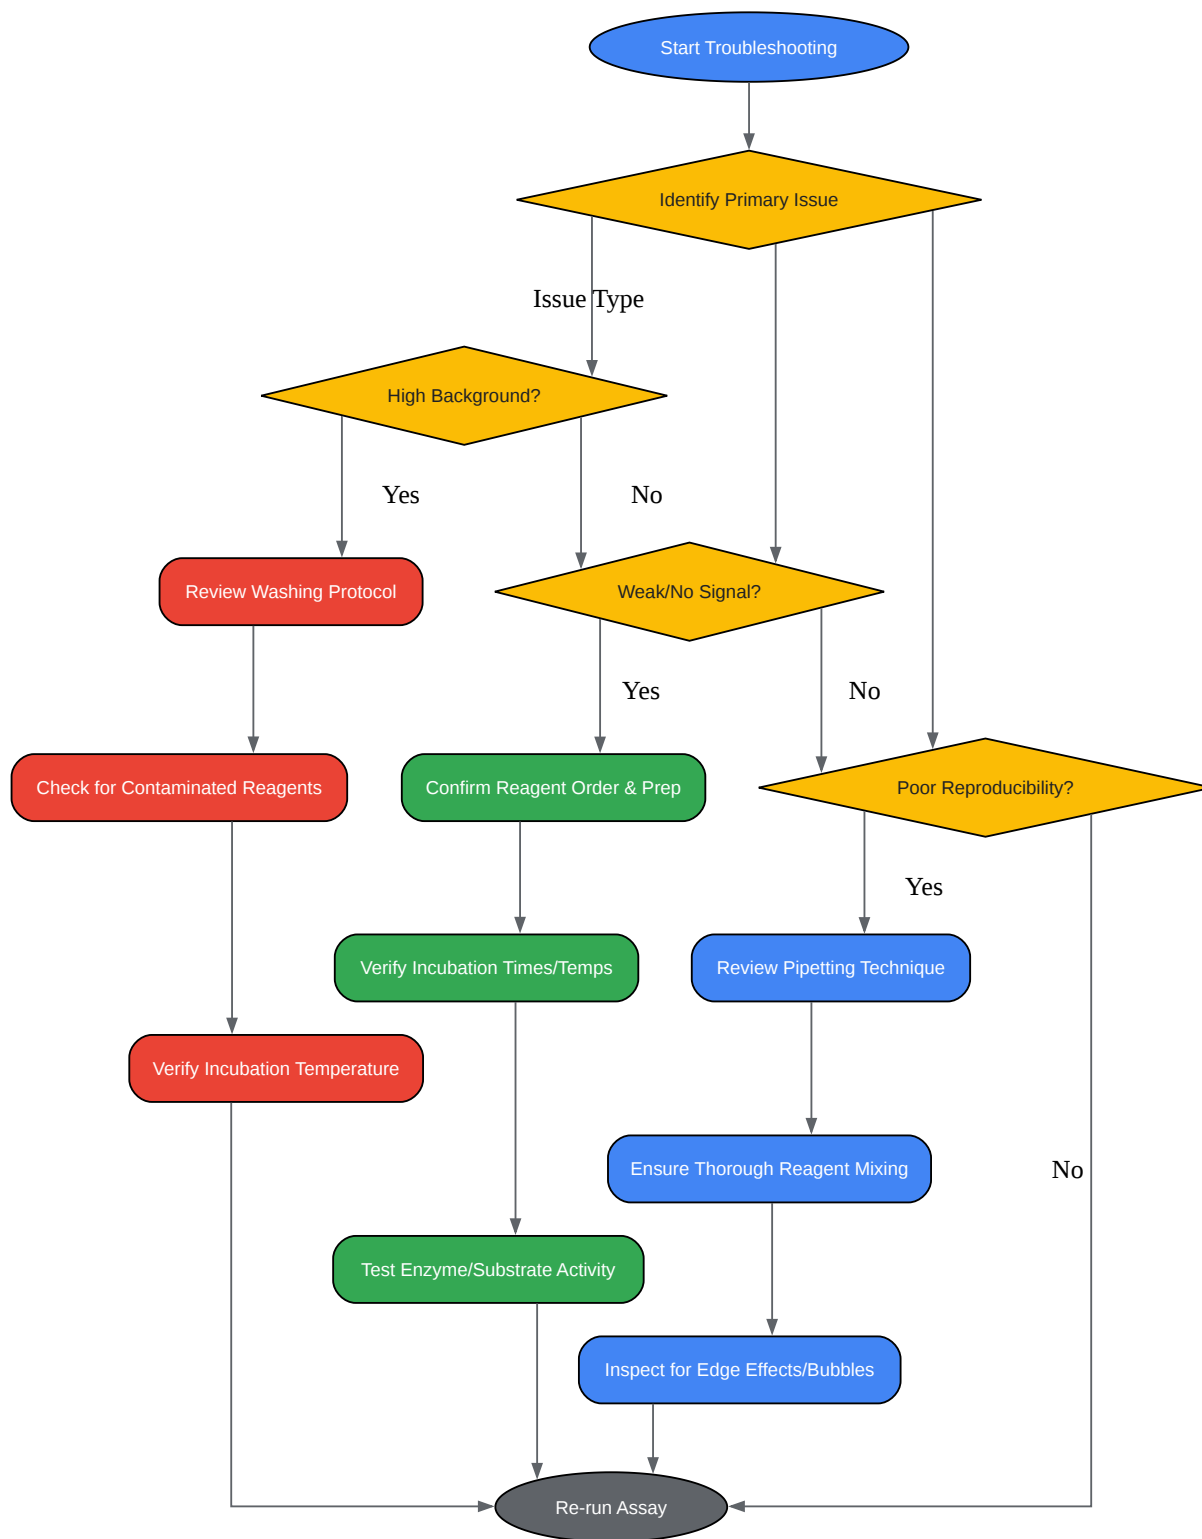 Start Troubleshooting
Identify Primary Issue
Issue Type
High Background?
Yes
No
Review Washing Protocol
Weak/No Signal?
Yes
No
Check for Contaminated Reagents
Confirm Reagent Order & Prep
Poor Reproducibility?
Yes
Verify Incubation Times/Temps
Review Pipetting Technique
Verify Incubation Temperature
Ensure Thorough Reagent Mixing
No
Test Enzyme/Substrate Activity
Inspect for Edge Effects/Bubbles
Re-run Assay